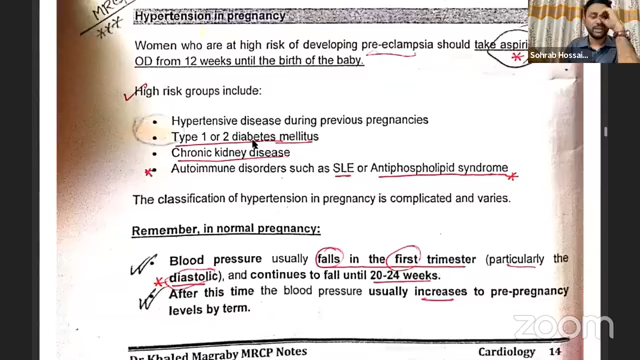 MRCP
***
Hypertension in pregnancy
Sohrab Hossai...
Women who are at high risk of developing pre-eclampsia should take aspiri
OD from 12 weeks until the birth of the baby.
High risk groups include:
• Hypertensive disease during previous pregnancies
• Type 1 or 2 diabetes mellitus
• Chronic kidney disease
• Autoimmune disorders such as SLE or Antiphospholipid syndrome
The classification of hypertension in pregnancy is complicated and varies.
Remember, in normal pregnancy:
Blood pressure usually falls in the first trimester (particularly the
diastolic), and continues to fall until 20-24 weeks.
After this time the blood pressure usually increases to pre-pregnancy
levels by term.
zoom
Dr Khaled Magraby MRCP Notes
Cardiology 14